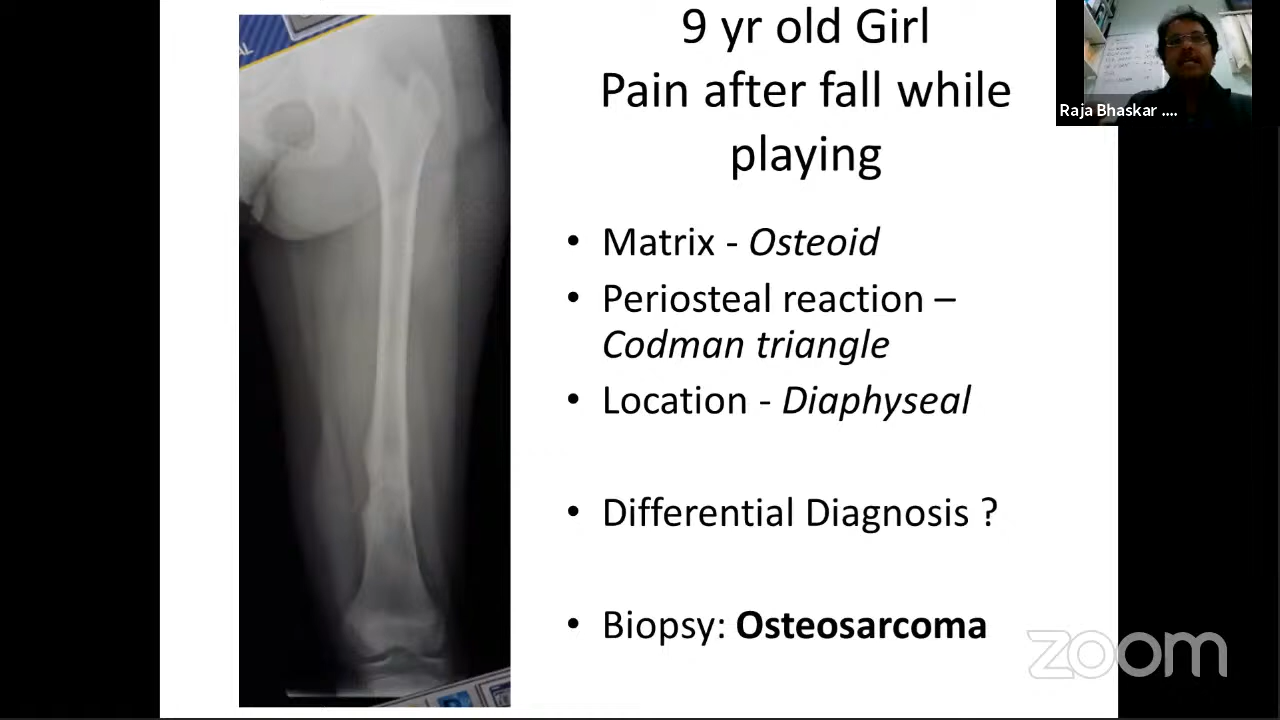 9 yr old Girl
Pain after fall while
playing
Raja Bhaskar ....
• Matrix - Osteoid
• Periosteal reaction –
Codman triangle
• Location - Diaphyseal
• Differential Diagnosis ?
• Biopsy: Osteosarcoma
zoom